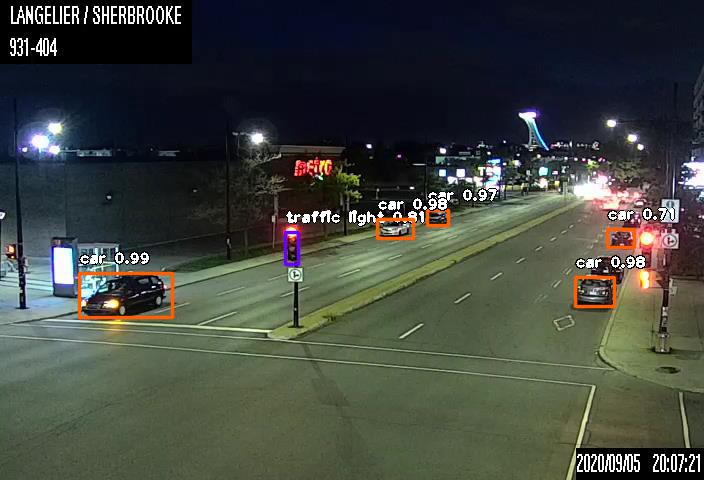 LANGELIER / SHERBROOKE
931-404
METRO
car 0.97
car 0.98
traffic light 0.81
car 0.71
car 0.99
car 0.98
2020/09/05 20:07:21